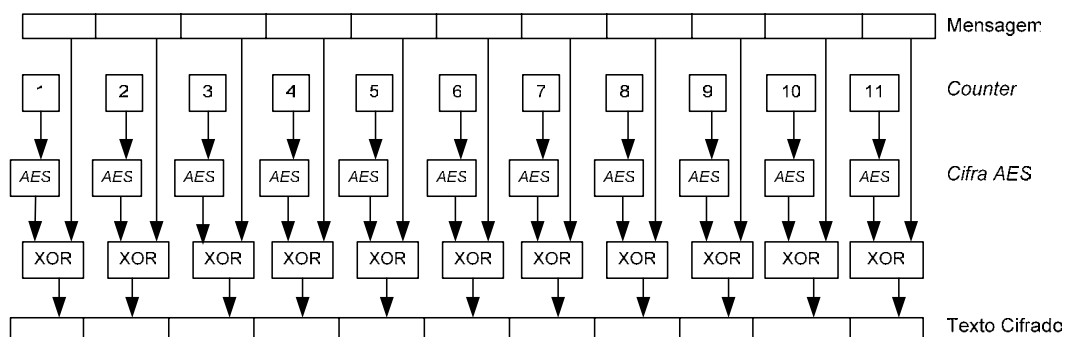 Mensagem
1 2 3 4 5 6 7 8 9 10 11 Counter
AES AES AES AES AES AES AES AES AES AES AES Cifra AES
XOR XOR XOR XOR XOR XOR XOR XOR XOR XOR XOR
Texto Cifrado